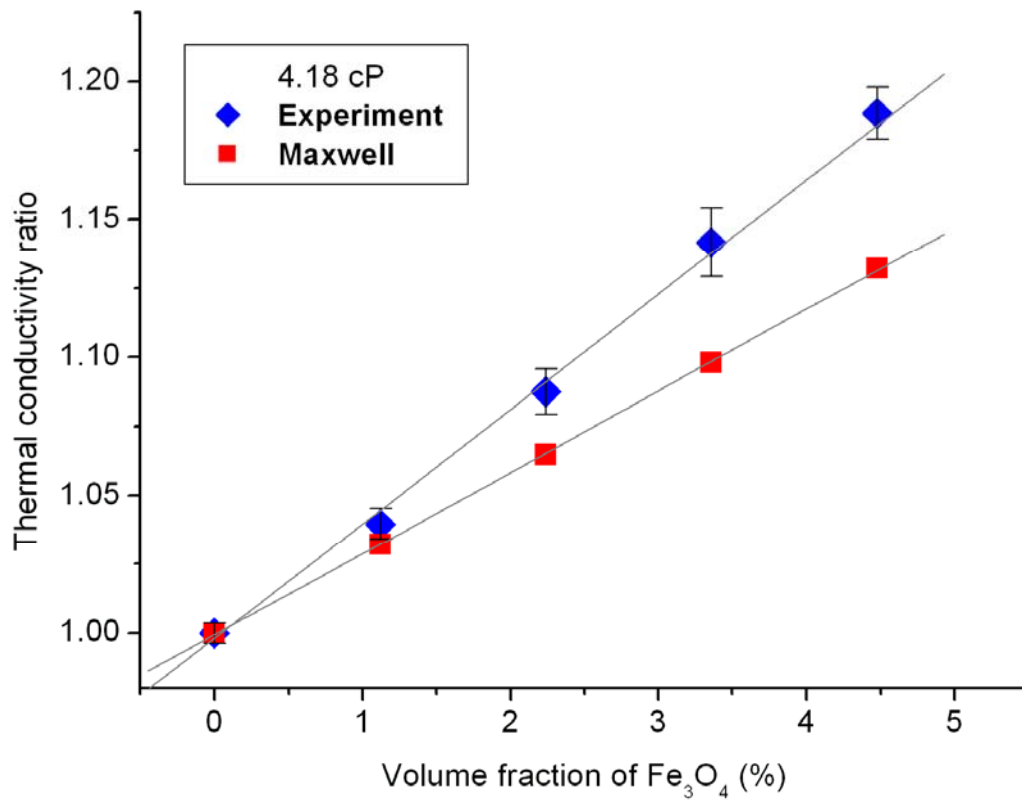 4.18 cP
Experiment
Maxwell
Thermal conductivity ratio
1.20
1.15
1.10
1.05
1.00
0 1 2 3 4 5
Volume fraction of Fe₃O₄ (%)